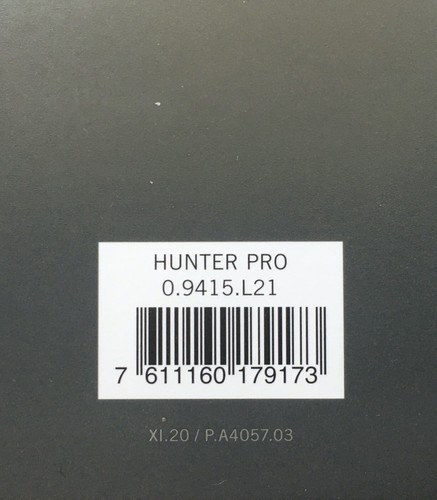 HUNTER PRO
0.9415.L21
7 611160 179173
XI.20 / P.A4057.03